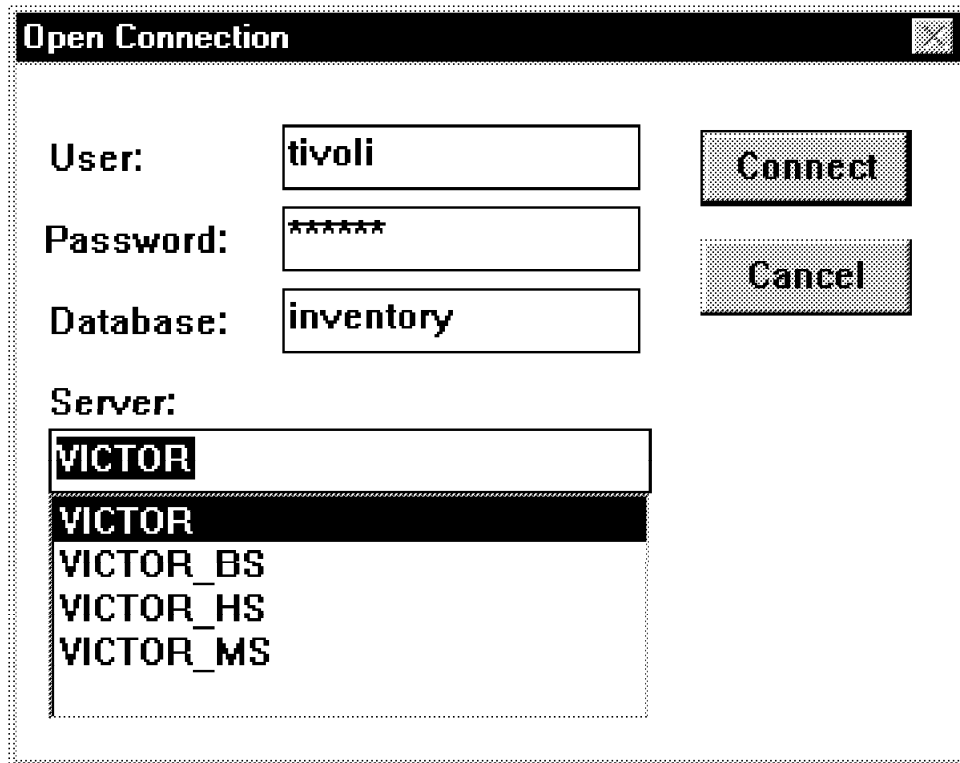 Open Connection
User: tivoli
Connect
Password: ******
Cancel
Database: inventory
Server:
VICTOR
VICTOR
VICTOR_BS
VICTOR_HS
VICTOR_MS